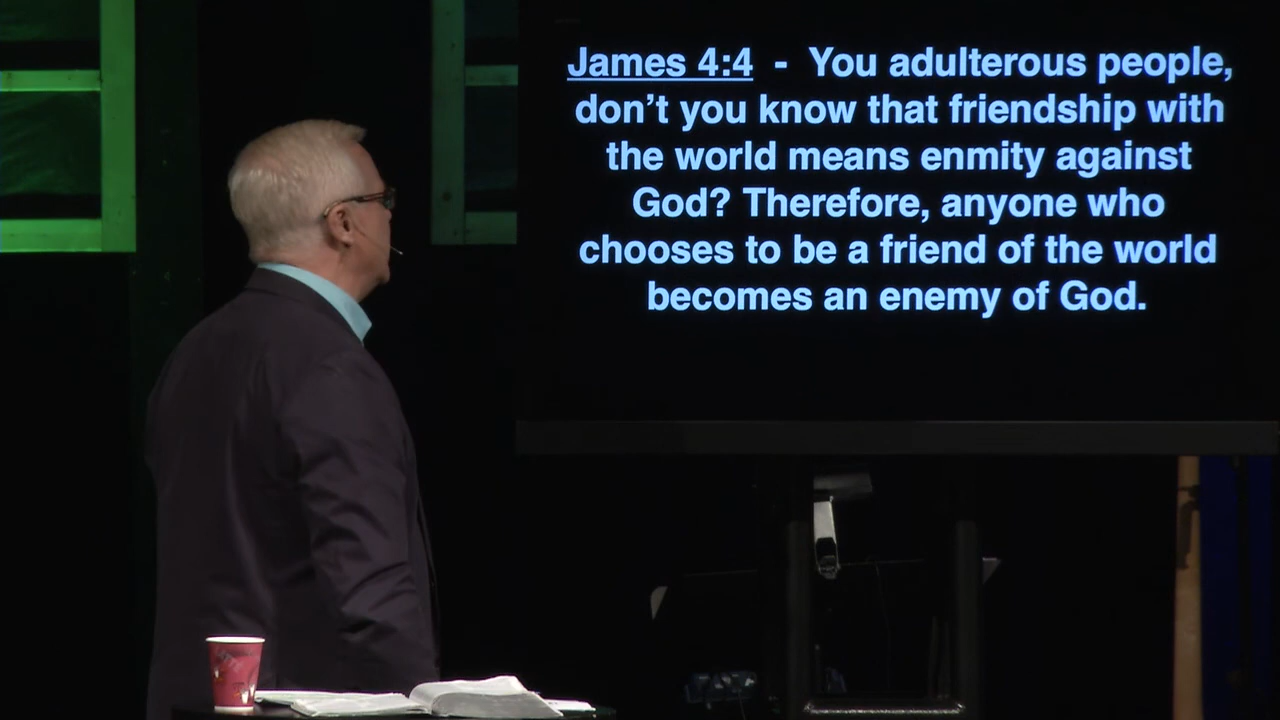 James 4:4 - You adulterous people,
don't you know that friendship with
the world means enmity against
God? Therefore, anyone who
chooses to be a friend of the world
becomes an enemy of God.